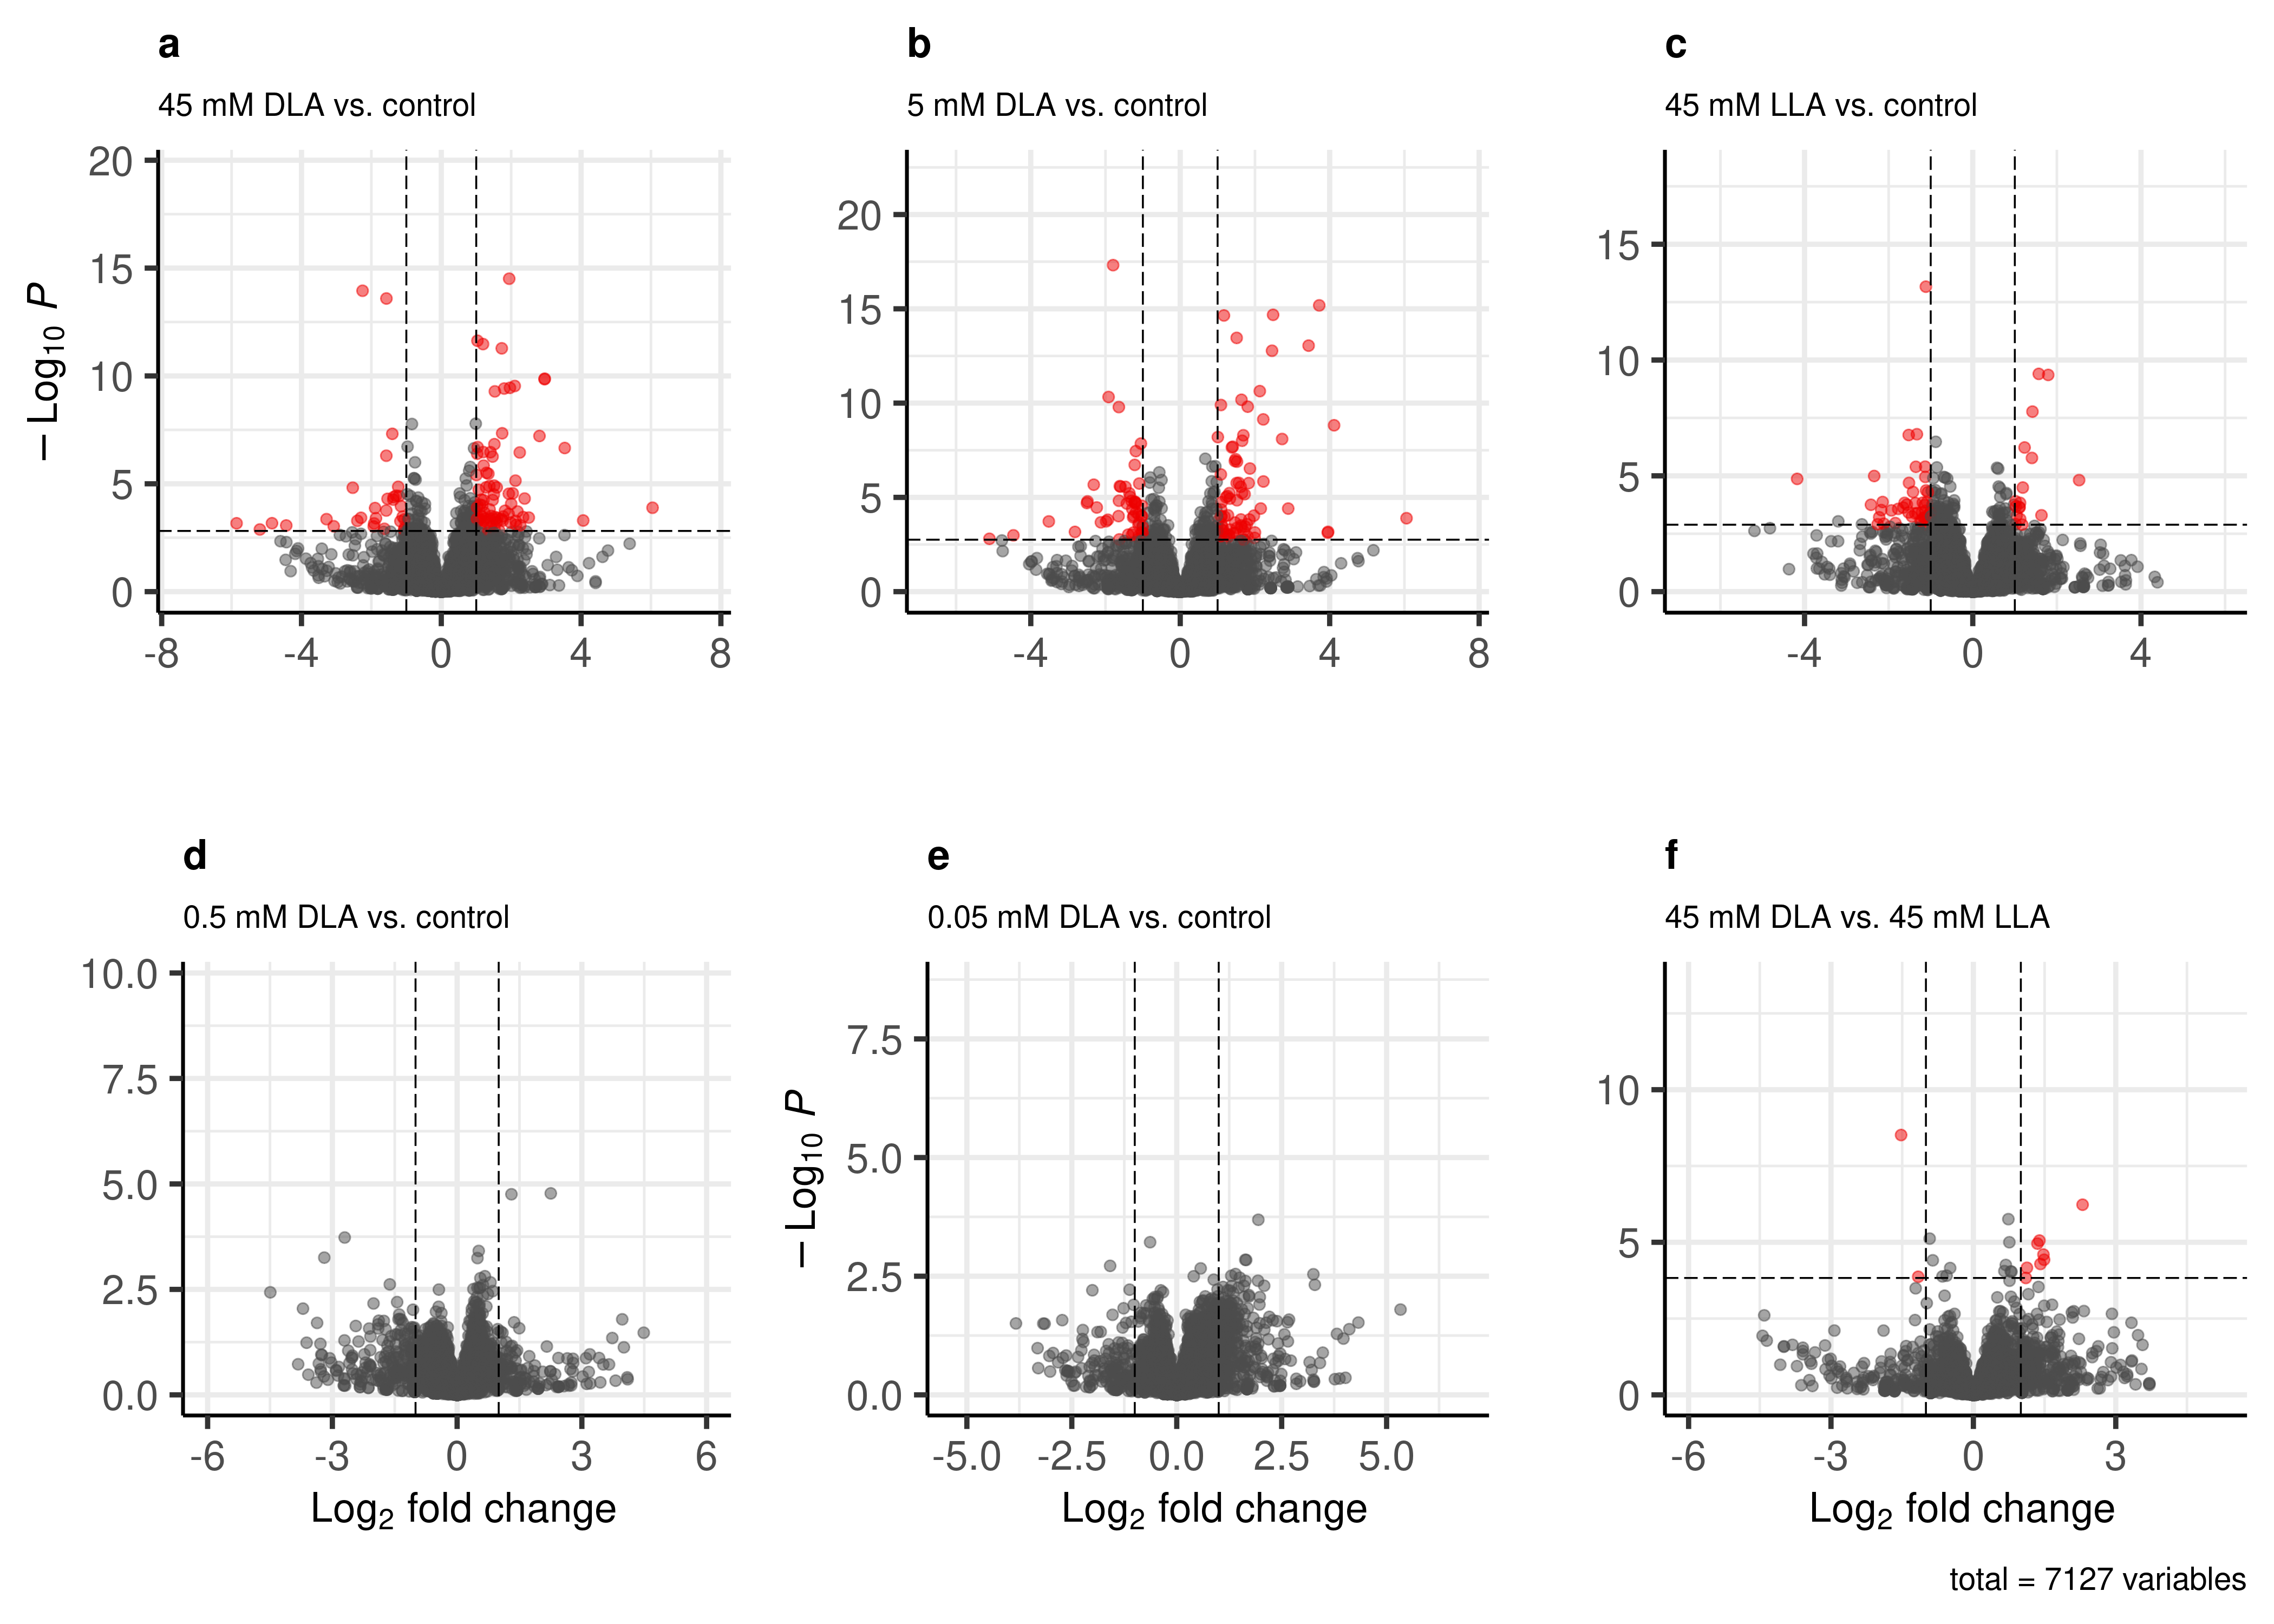 a
45 mM DLA vs. control
20
15
10
5
0
-8 -4 0 4 8
− Log10 P
b
5 mM DLA vs. control
20
15
10
5
0
-4 0 4 8
c
45 mM LLA vs. control
15
10
5
0
-4 0 4
d
0.5 mM DLA vs. control
10.0
7.5
5.0
2.5
0.0
-6 -3 0 3 6
Log2 fold change
e
0.05 mM DLA vs. control
− Log10 P
7.5
5.0
2.5
0.0
-5.0 -2.5 0.0 2.5 5.0
Log2 fold change
f
45 mM DLA vs. 45 mM LLA
10
5
0
-6 -3 0 3
Log2 fold change
total = 7127 variables